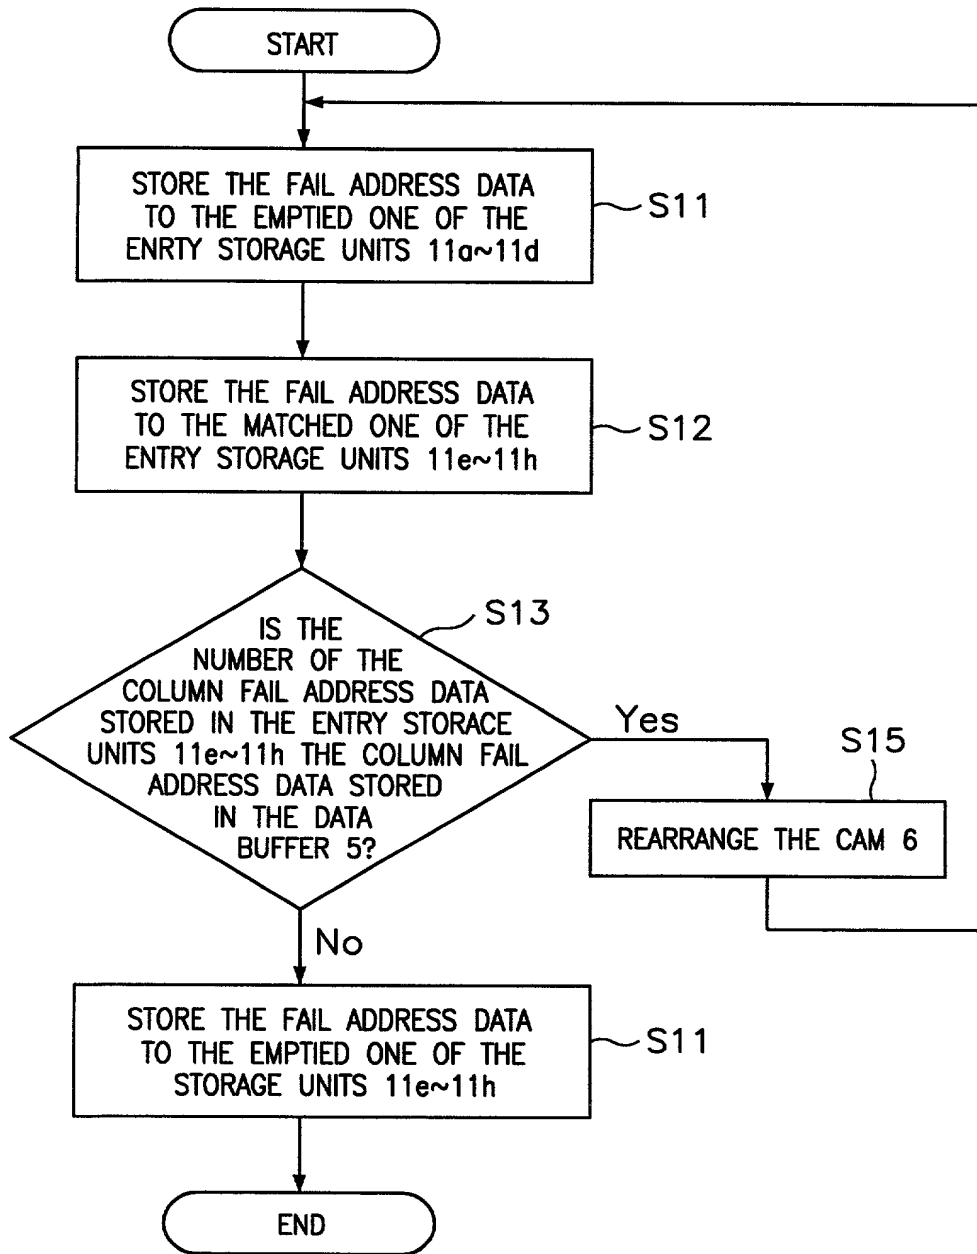 START
STORE THE FAIL ADDRESS DATA
TO THE EMPTIED ONE OF THE
ENRTY STORAGE UNITS 11a~11d
S11
STORE THE FAIL ADDRESS DATA
TO THE MATCHED ONE OF THE
ENTRY STORAGE UNITS 11e~11h
S12
IS THE
NUMBER OF THE
COLUMN FAIL ADDRESS DATA
STORED IN THE ENTRY STORACE
UNITS 11e~11h THE COLUMN FAIL
ADDRESS DATA STORED
IN THE DATA
BUFFER 5?
S13
Yes
S15
REARRANGE THE CAM 6
No
STORE THE FAIL ADDRESS DATA
TO THE EMPTIED ONE OF THE
STORAGE UNITS 11e~11h
S11
END